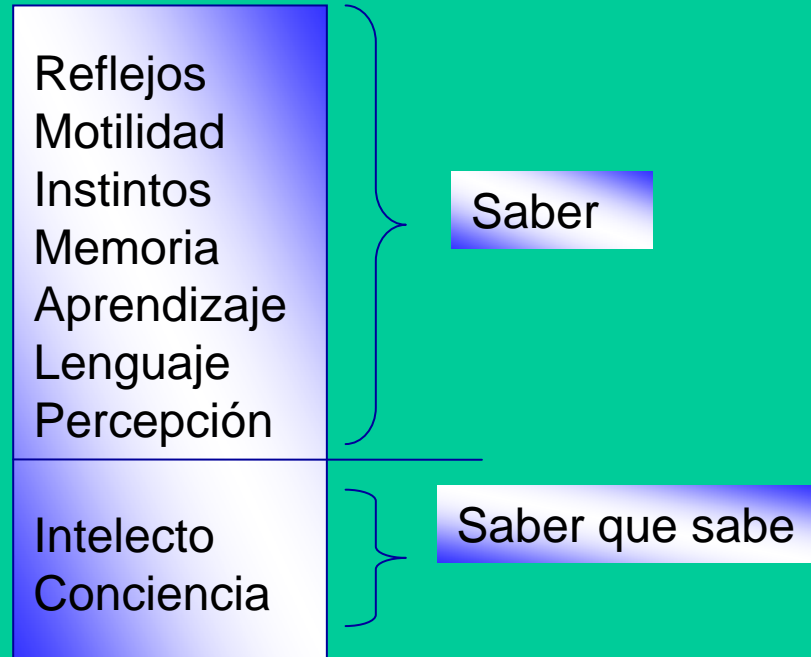 Reflejos
Motilidad
Instintos
Memoria
Aprendizaje
Lenguaje
Percepción
Saber
Intelecto
Conciencia
Saber que sabe